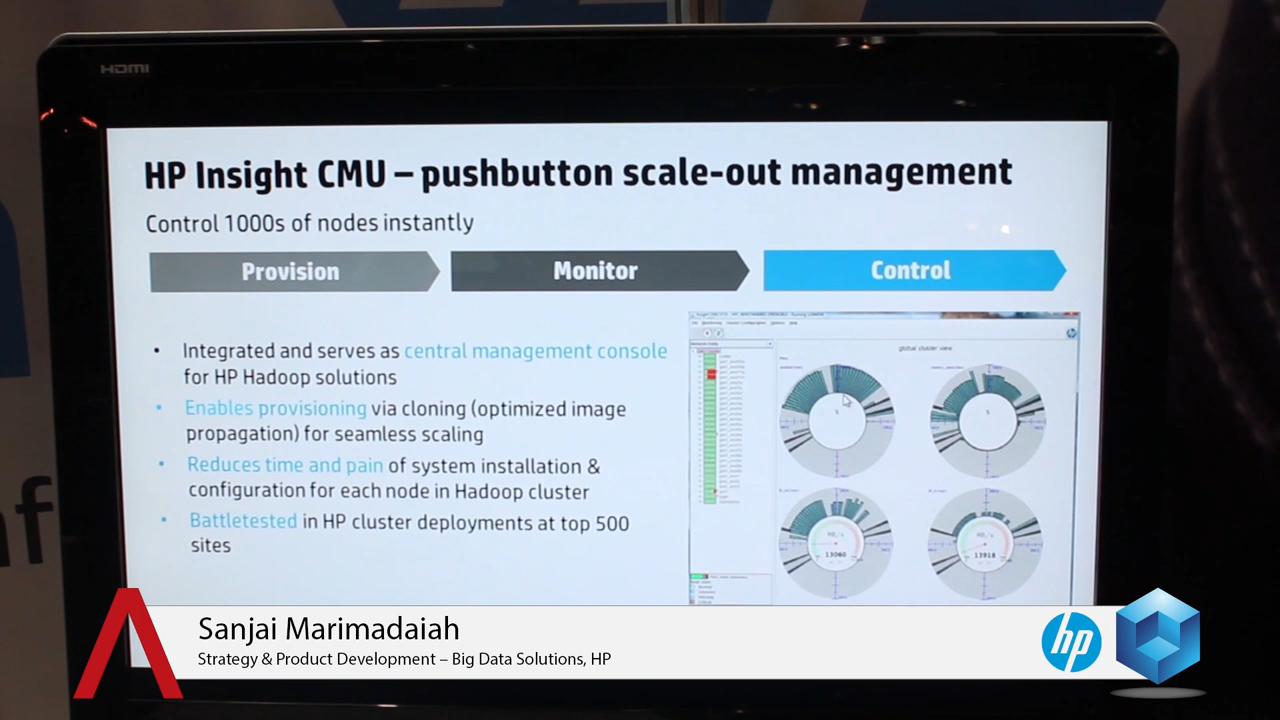 HDMI
HP Insight CMU – pushbutton scale-out management
Control 1000s of nodes instantly
Provision
Monitor
Control
• Integrated and serves as central management console
for HP Hadoop solutions
• Enables provisioning via cloning (optimized image
propagation) for seamless scaling
• Reduces time and pain of system installation &
configuration for each node in Hadoop cluster
• Battletested in HP cluster deployments at top 500
sites
global cluster view
13060
13918
Sanjai Marimadaiah
Strategy & Product Development – Big Data Solutions, HP
hp